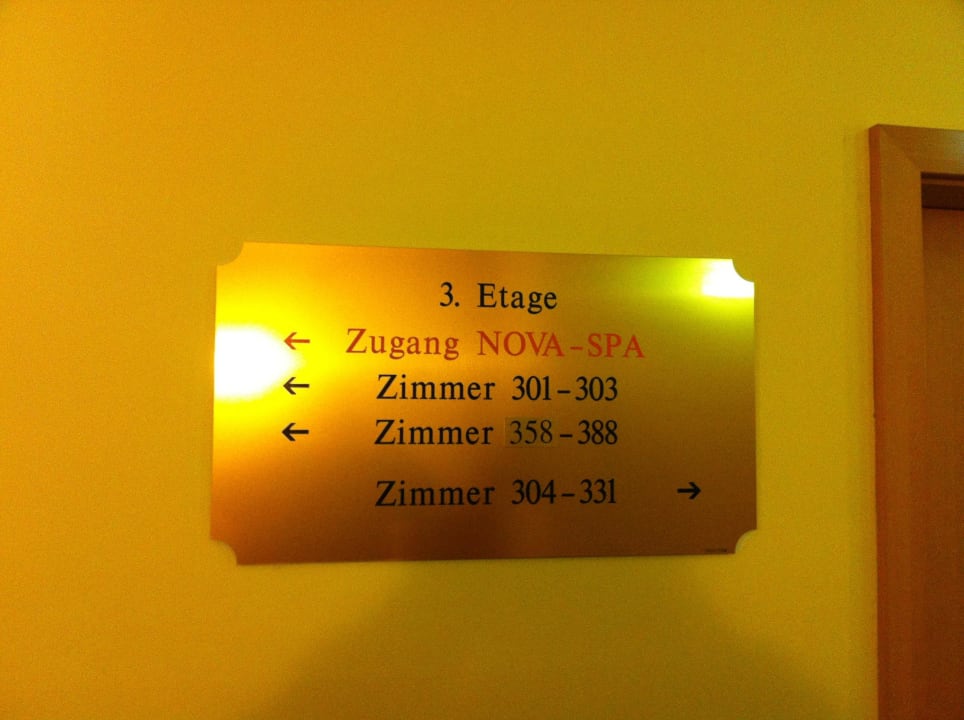 3. Etage
← Zugang NOVA-SPA
← Zimmer 301-303
← Zimmer 358-388
Zimmer 304-331 →